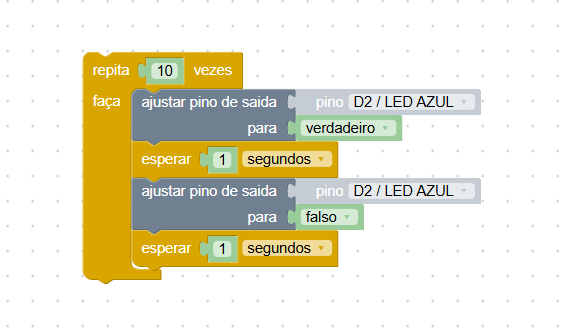 repita 10 vezes
faça ajustar pino de saida pino D2 / LED AZUL
para verdadeiro
esperar 1 segundos
ajustar pino de saida pino D2 / LED AZUL
para falso
esperar 1 segundos